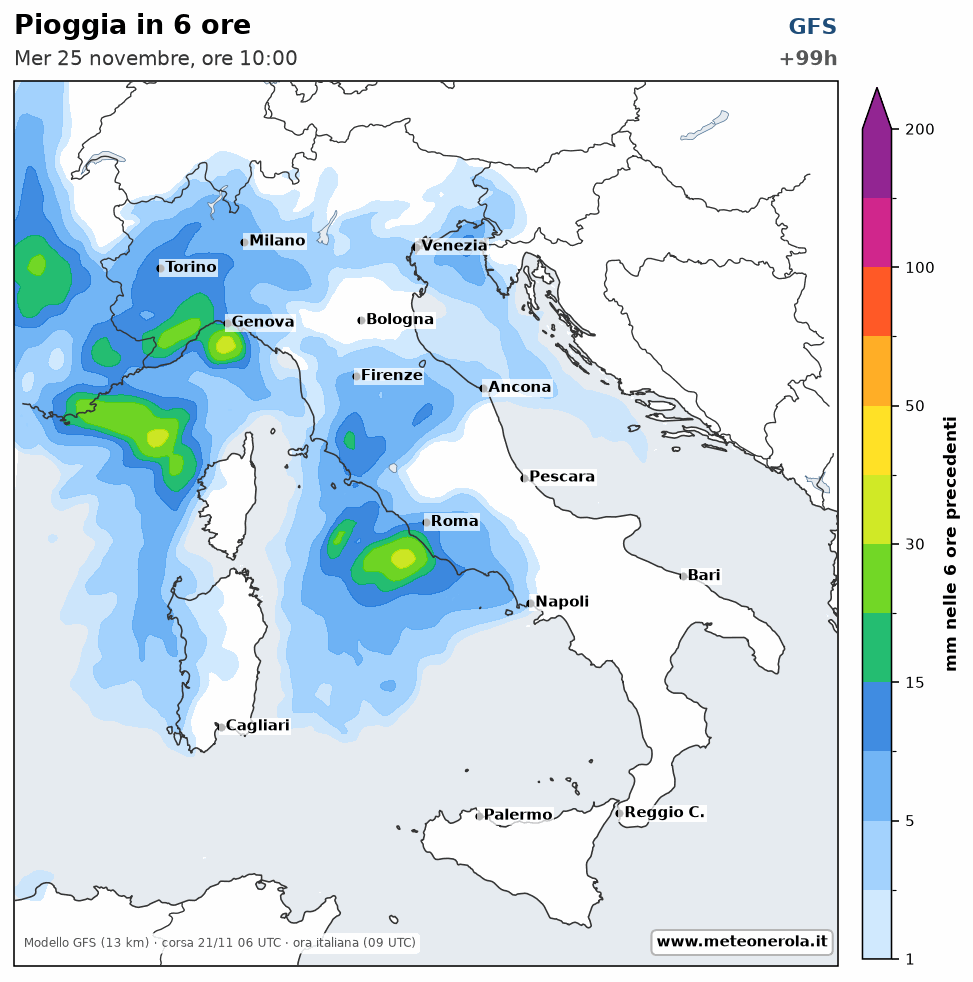 Pioggia in 6 ore
GFS
Mer 25 novembre, ore 10:00
+99h
200
100
50
30
15
5
1
mm nelle 6 ore precedenti
Milano
Venezia
Torino
Genova
Bologna
Firenze
Ancona
Pescara
Roma
Bari
Napoli
Cagliari
Palermo
Reggio C.
Modello GFS (13 km) · corsa 21/11 06 UTC · ora italiana (09 UTC)
www.meteonerola.it